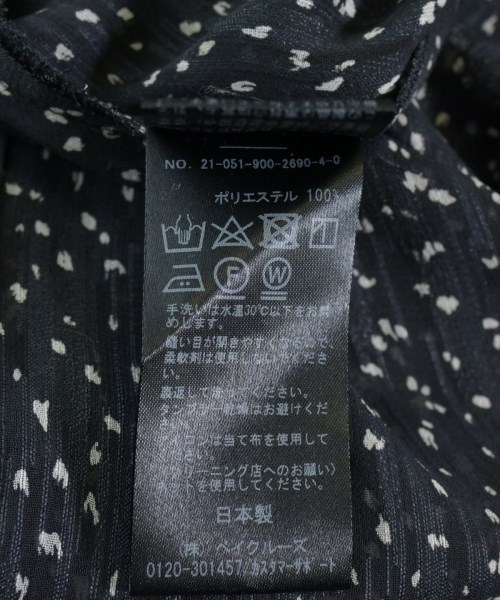 NO. 21-051-900-2690-4-0
ポリエステル 100%
手洗いは水温30℃以下をお勧
めします。
縫い目が開きやすくなるので、
柔軟剤は使用しないでください。
裏返して洗ってください。
タンブラー乾燥はお避けくださ
い。
アイロンは当て布を使用して
ください。
(クリーニング店へのお願い)
ネットを使用してください。
日本製
(株) ベイクルーズ
0120-301457/カスタマーサポート